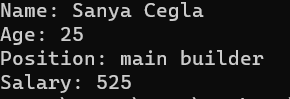 Name: Sanya Cegla
Age: 25
Position: main builder
Salary: 525